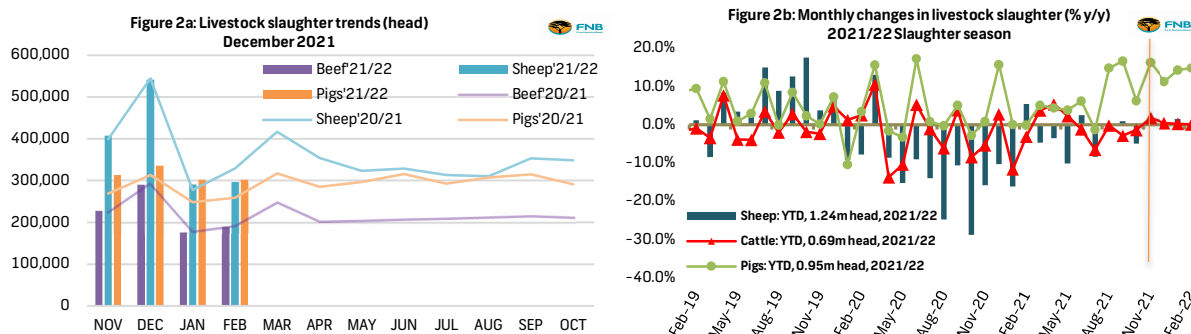 Figure 2a: Livestock slaughter trends (head)
December 2021
FNB
600,000
500,000
400,000
300,000
200,000
100,000
0
Beef'21/22
Sheep'21/22
Pigs'21/22
Beef'20/21
Sheep'20/21
Pigs'20/21
NOV DEC JAN FEB MAR APR MAY JUN JUL AUG SEP OCT
Figure 2b: Monthly changes in livestock slaughter (% y/y)
2021/22 Slaughter season
FNB
20.0%
10.0%
0.0%
-10.0%
-20.0%
-30.0%
-40.0%
Sheep: YTD, 1.24m head, 2021/22
Cattle: YTD, 0.69m head, 2021/22
Pigs: YTD, 0.95m head, 2021/22
Feb-19 May-19 Aug-19 Nov-19 Feb-20 May-20 Aug-20 Nov-20 Feb-21 May-21 Aug-21 Nov-21 Feb-22